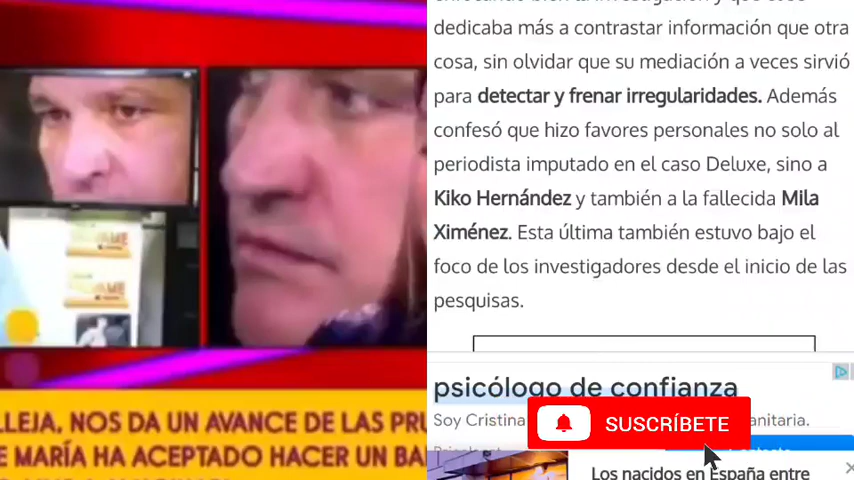 LLEJA, NOS DA UN AVANCE DE LAS PRU
E MARÍA HA ACEPTADO HACER UN BA
dedicaba más a contrastar información que otra
cosa, sin olvidar que su mediación a veces sirvió
para detectar y frenar irregularidades. Además
confesó que hizo favores personales no solo al
periodista imputado en el caso Deluxe, sino a
Kiko Hernández y también a la fallecida Mila
Ximénez. Esta última también estuvo bajo el
foco de los investigadores desde el inicio de las
pesquisas.
psicólogo de confianza
Soy Cristina anitaria.
SUSCRÍBETE
Los nacidos en España entre